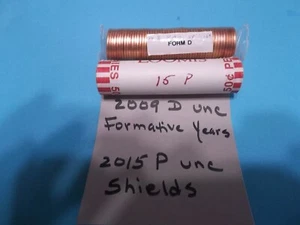 FORM D
LOOMIS
15 P
2009 D unc
Formative Years
2015 P unc
Shields